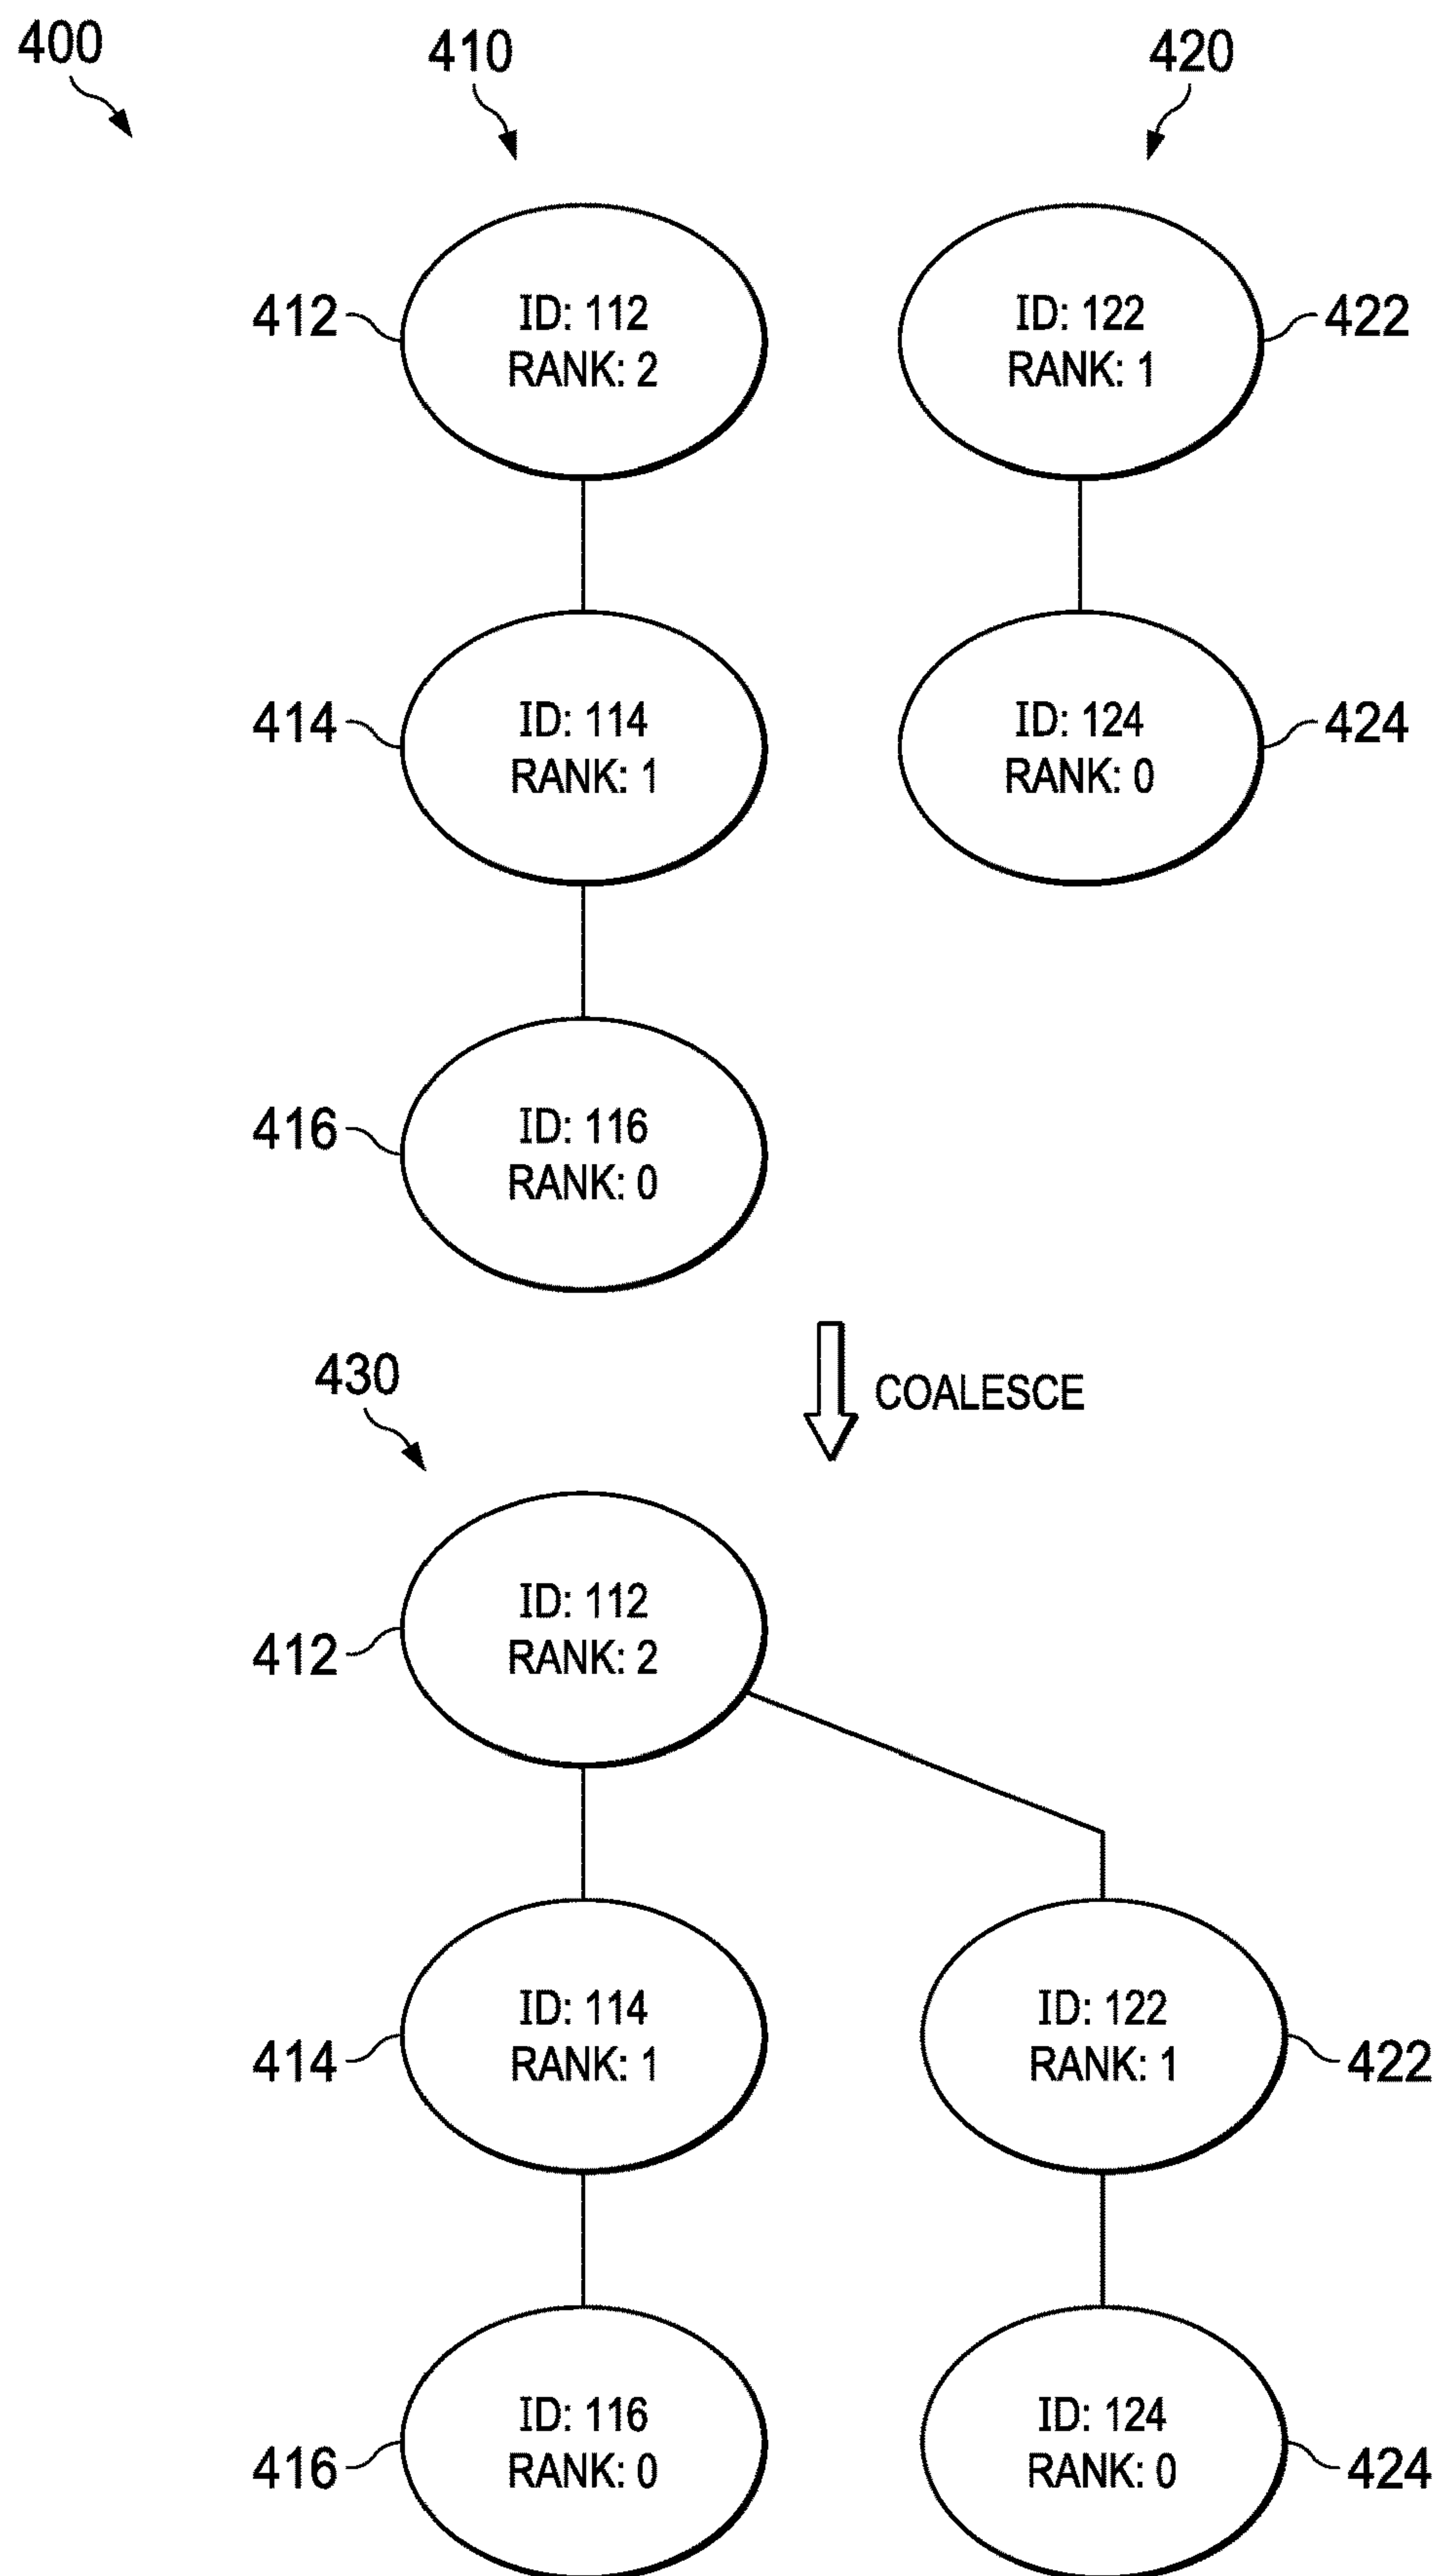 400
410
420
412
ID: 112
RANK: 2
ID: 122
RANK: 1
422
414
ID: 114
RANK: 1
ID: 124
RANK: 0
424
416
ID: 116
RANK: 0
430
COALESCE
412
ID: 112
RANK: 2
414
ID: 114
RANK: 1
ID: 122
RANK: 1
422
416
ID: 116
RANK: 0
ID: 124
RANK: 0
424